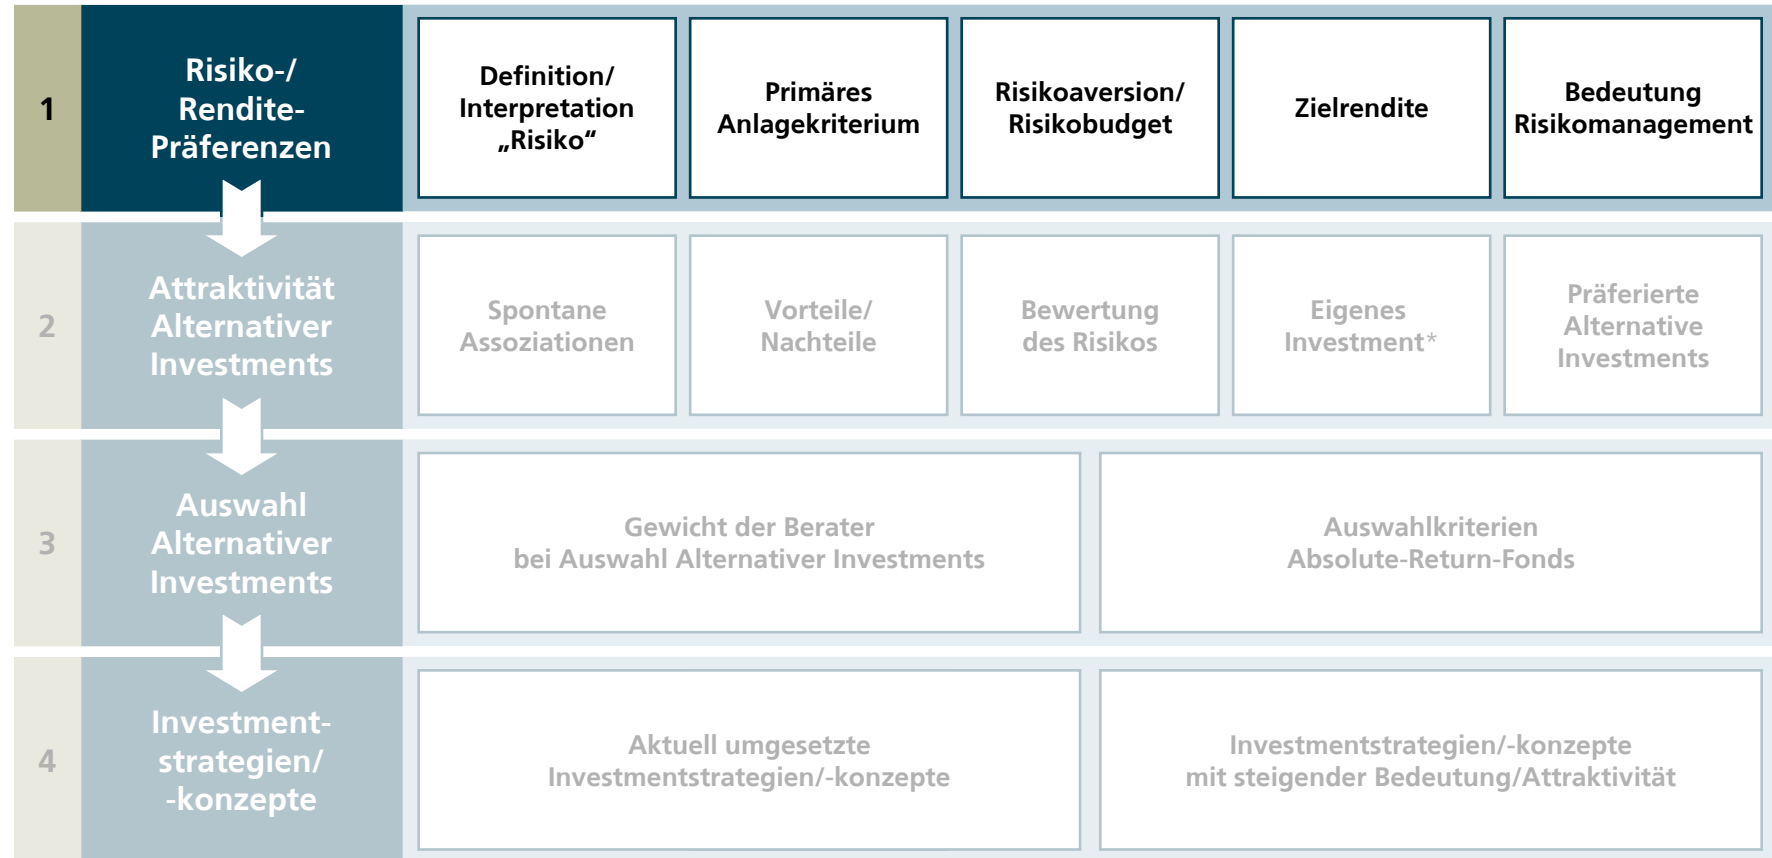 1
Risiko-/
Rendite-
Präferenzen
Definition/
Interpretation
„Risiko“
Primäres
Anlagekriterium
Risikoaversion/
Risikobudget
Zielrendite
Bedeutung
Risikomanagement
2
Attraktivität
Alternativer
Investments
Spontane
Assoziationen
Vorteile/
Nachteile
Bewertung
des Risikos
Eigenes
Investment*
Präferierte
Alternative
Investments
3
Auswahl
Alternativer
Investments
Gewicht der Berater
bei Auswahl Alternativer Investments
Auswahlkriterien
Absolute-Return-Fonds
4
Investment-
strategien/
-konzepte
Aktuell umgesetzte
Investmentstrategien/-konzepte
Investmentstrategien/-konzepte
mit steigender Bedeutung/Attraktivität